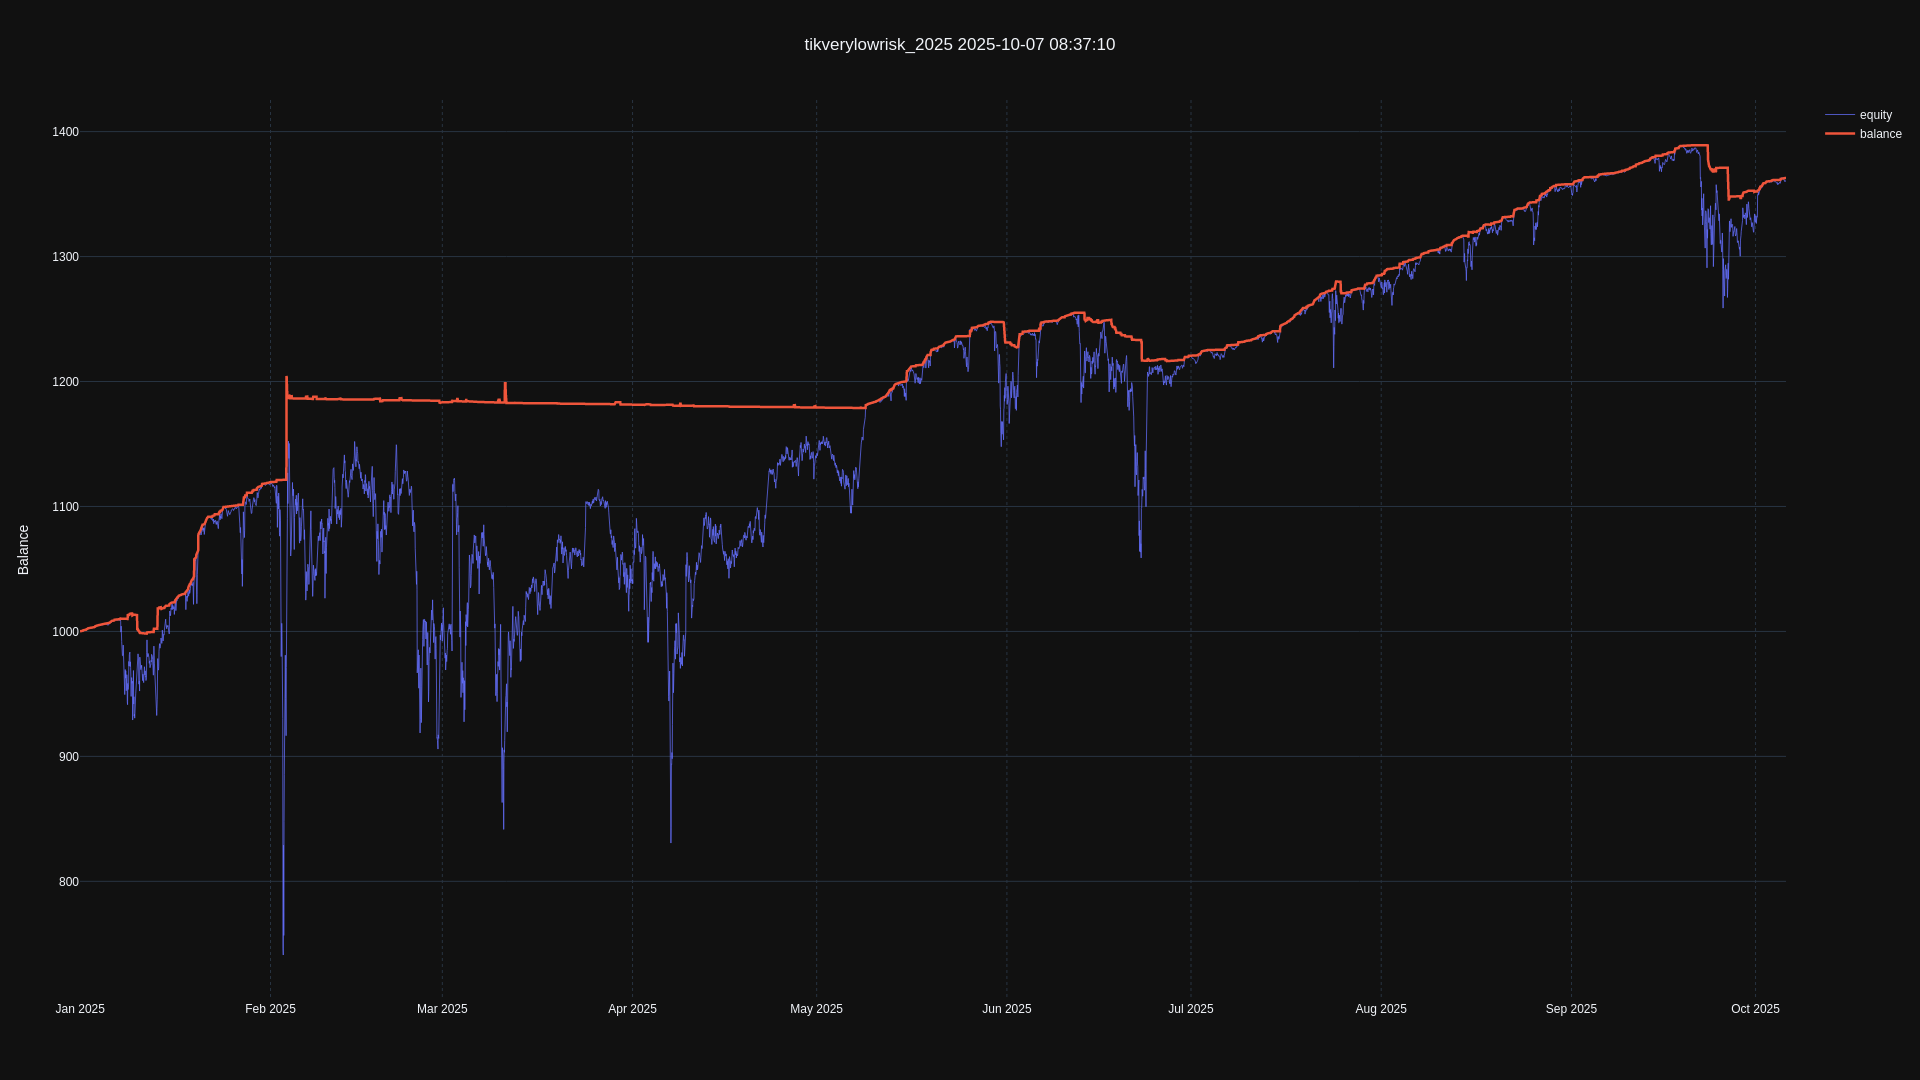 tikverylowrisk_2025 2025-10-07 08:37:10
equity
balance
1400
1300
1200
1100
1000
900
800
Balance
Jan 2025
Feb 2025
Mar 2025
Apr 2025
May 2025
Jun 2025
Jul 2025
Aug 2025
Sep 2025
Oct 2025